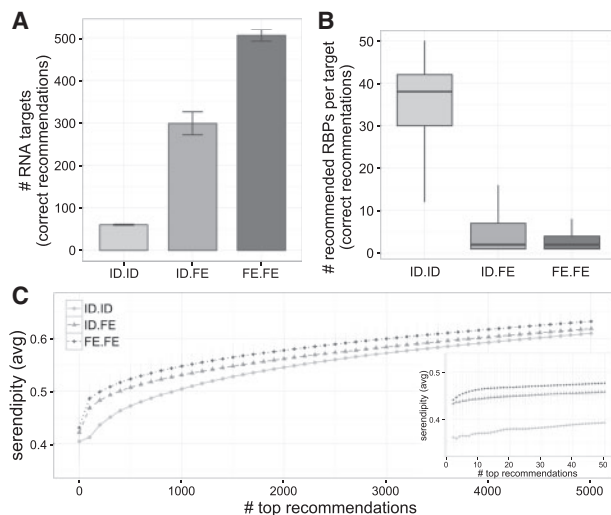 A
# RNA targets
(correct recommendations)
500
400
300
200
100
0
ID.ID
ID.FE
FE.FE
B
# recommended RBPs per target
(correct recommentations)
50
40
30
20
10
0
ID.ID
ID.FE
FE.FE
C
serendipity (avg)
0.6
0.5
0.4
ID.ID
ID.FE
FE.FE
0
1000
2000
3000
4000
5000
# top recommendations
serendipity (avg)
0.5
0.4
0
10
20
30
40
50
# top recommendations